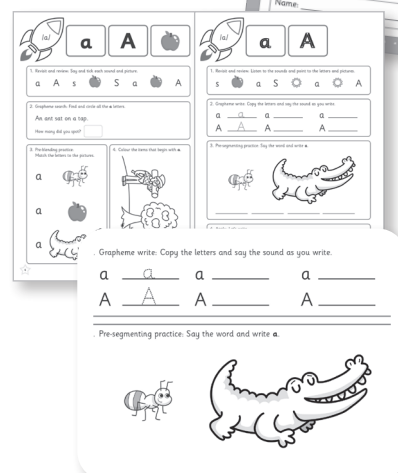 Name:
/a/ a A
1. Revisit and review: Say and tick each sound and picture.
a A s S a A
2. Grapheme search: Find and circle all the a letters.
An ant sat on a tap.
How many did you spot?
3. Pre-blending practice:
Match the letters to the pictures.
a
a
a
4. Colour the items that begin with a.
/a/ a A
1. Revisit and review: Listen to the sounds and point to the letters and pictures.
s a S a A
2. Grapheme write: Copy the letters and say the sound as you write.
a a a a
A A A A
3. Pre-segmenting practice: Say the word and write a.
. Grapheme write: Copy the letters and say the sound as you write.
a a a a
A A A A
. Pre-segmenting practice: Say the word and write a.